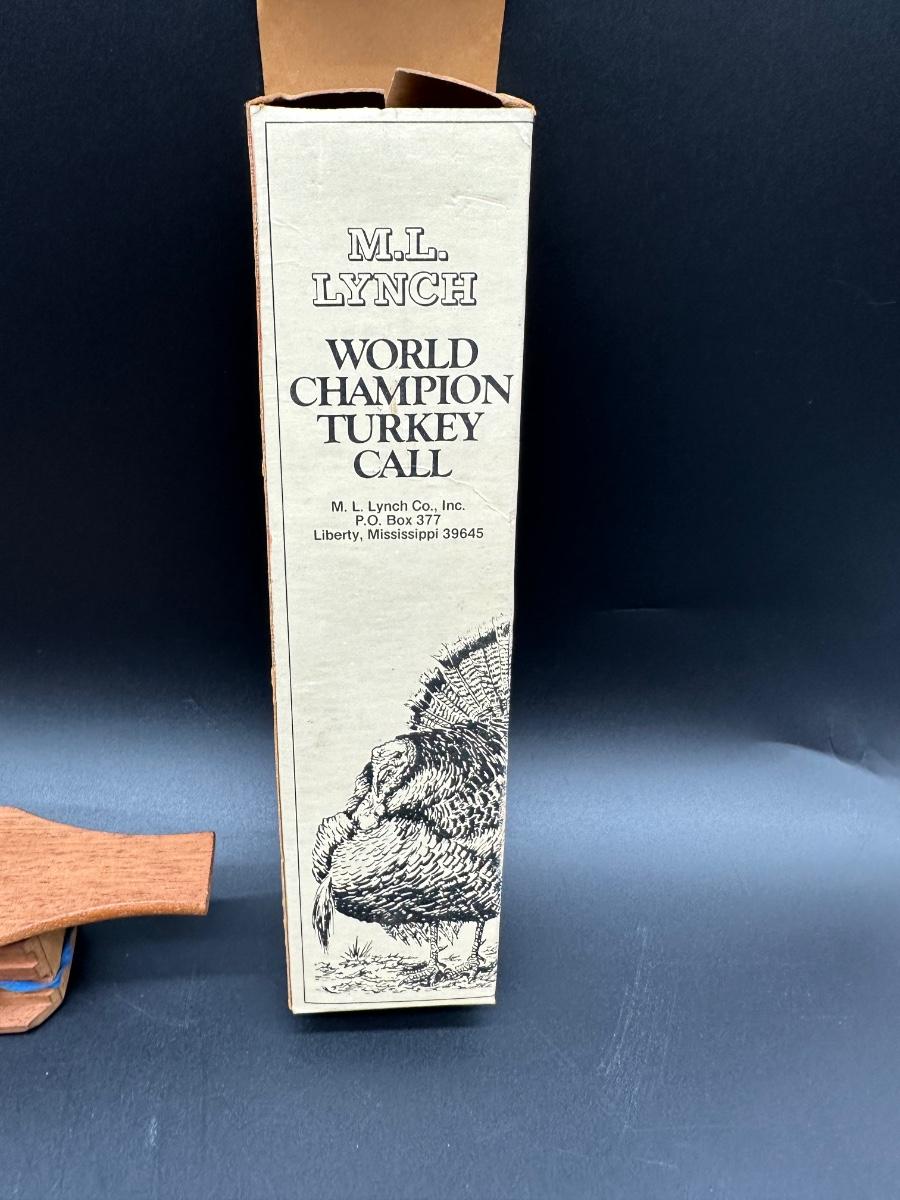 M.L.
LYNCH
WORLD
CHAMPION
TURKEY
CALL
M. L. Lynch Co., Inc.
P.O. Box 377
Liberty, Mississippi 39645